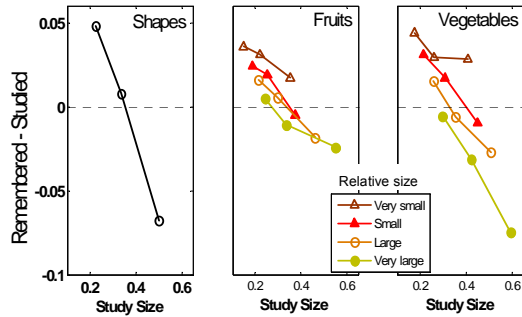 Shapes
Fruits
Vegetables
Remembered - Studied
0.05
0
-0.05
-0.1
0.2 0.4 0.6
0.2 0.4 0.6
0.2 0.4 0.6
Study Size
Study Size
Study Size
Relative size
Very small
Small
Large
Very large